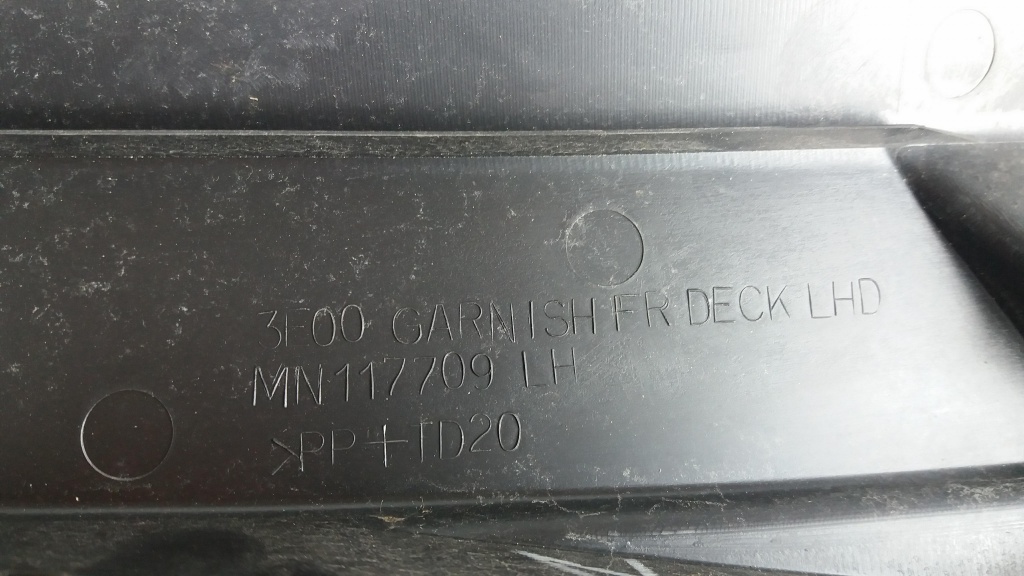 3F00 GARNISH FR DECK LHD
MN117709 LH
>PP+TD20